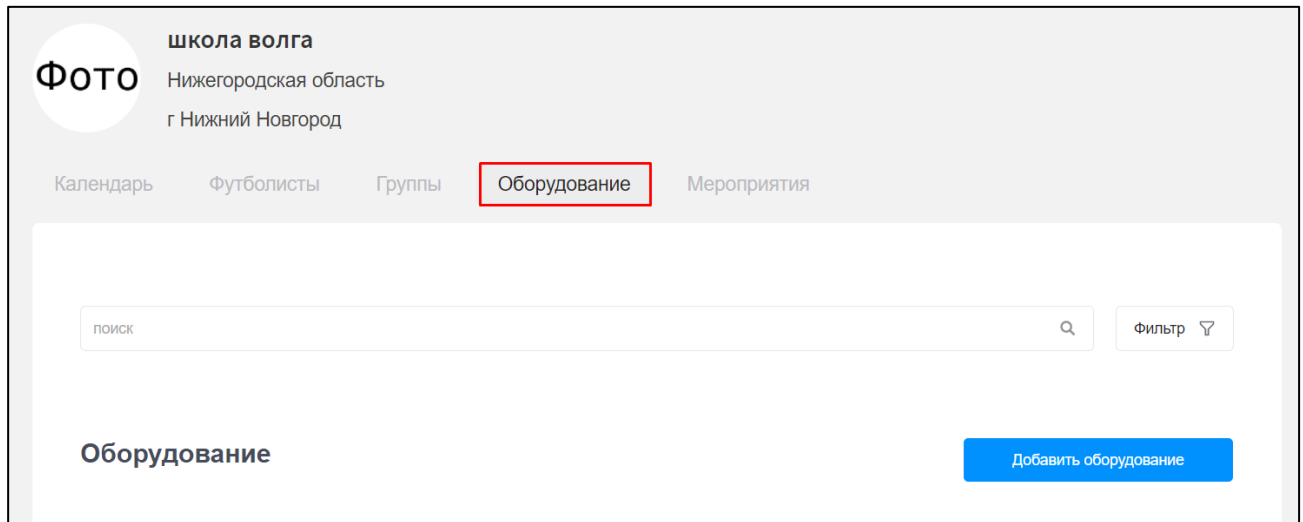 Фото
школа волга
Нижегородская область
г Нижний Новгород
Календарь Футболисты Группы Оборудование Мероприятия
поиск Фильтр
Оборудование Добавить оборудование